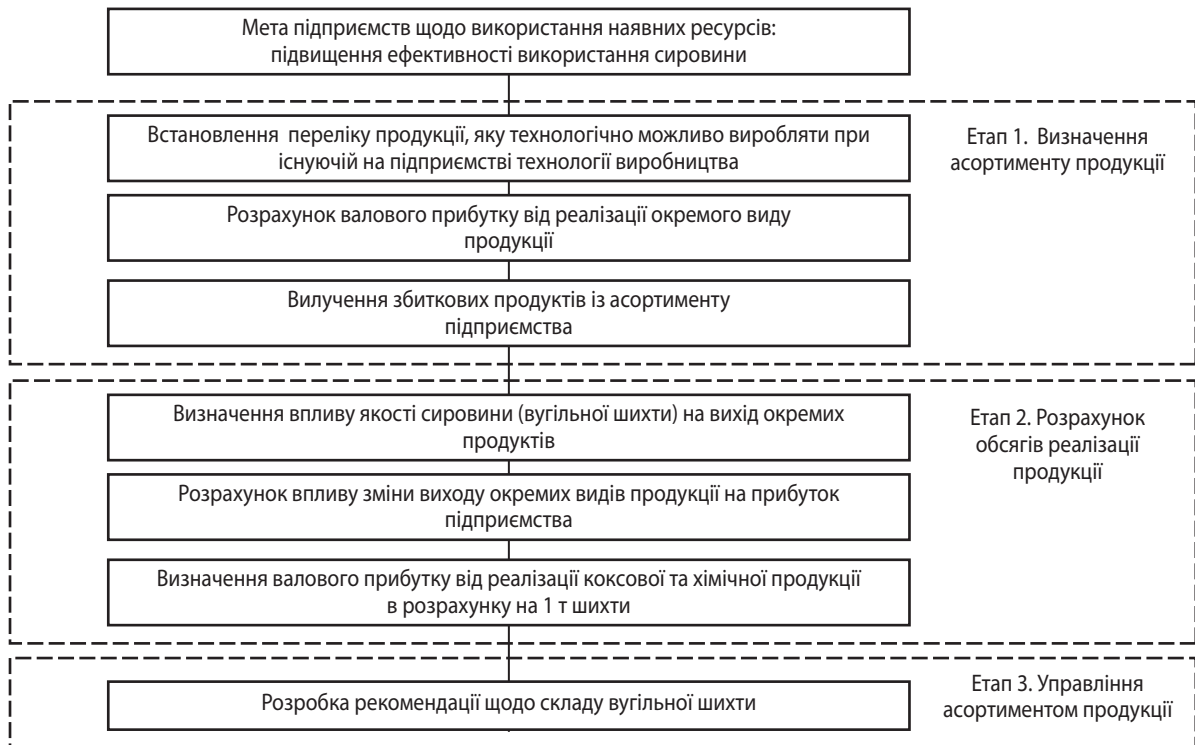 Мета підприємств щодо використання наявних ресурсів:
підвищення ефективності використання сировини
Встановлення переліку продукції, яку технологічно можливо виробляти при
існуючій на підприємстві технології виробництва
Етап 1. Визначення
асортименту продукції
Розрахунок валового прибутку від реалізації окремого виду
продукції
Вилучення збиткових продуктів із асортименту
підприємства
Визначення впливу якості сировини (вугільної шихти) на вихід окремих
продуктів
Етап 2. Розрахунок
обсягів реалізації
продукції
Розрахунок впливу зміни виходу окремих видів продукції на прибуток
підприємства
Визначення валового прибутку від реалізації коксової та хімічної продукції
в розрахунку на 1 т шихти
Розробка рекомендації щодо складу вугільної шихти
Етап 3. Управління
асортиментом продукції